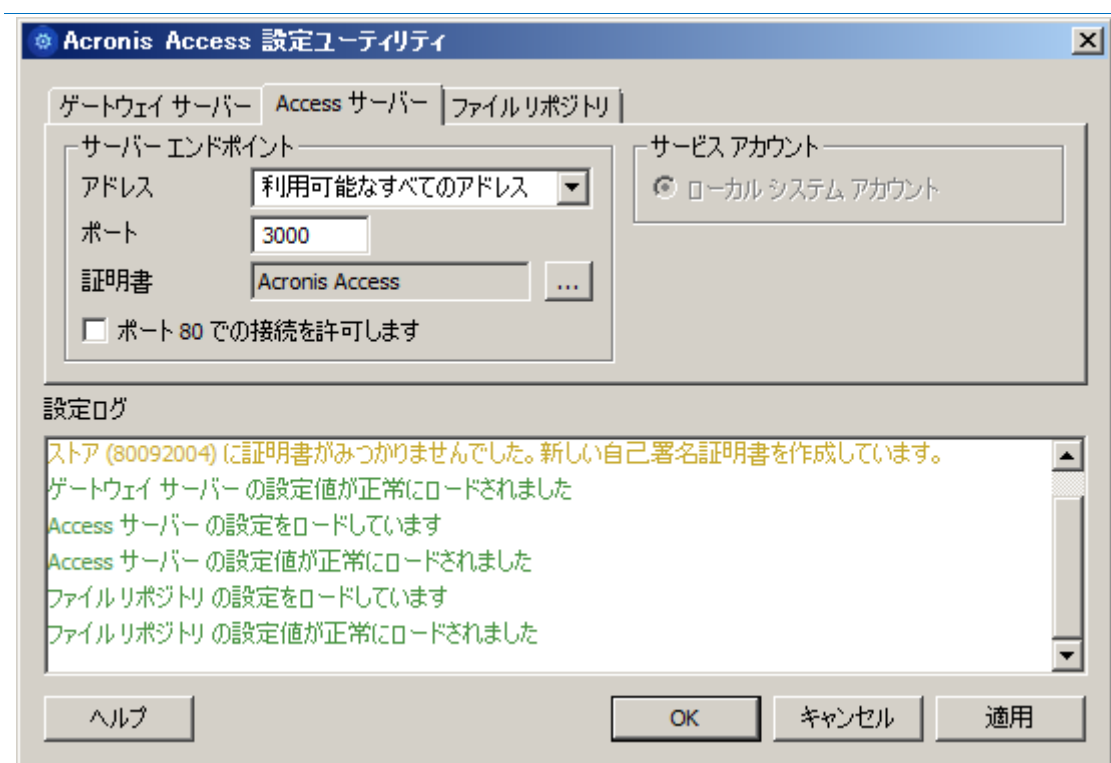 Acronis Access 設定ユーティリティ
ゲートウェイ サーバー
Access サーバー
ファイル リポジトリ
サーバー エンドポイント
サービス アカウント
アドレス
利用可能なすべてのアドレス
ローカル システム アカウント
ポート
3000
証明書
Acronis Access
...
ポート 80 での接続を許可します
設定ログ
ストア (80092004) に証明書がみつかりませんでした。新しい自己署名証明書を作成しています。
ゲートウェイ サーバー の設定値が正常にロードされました
Access サーバー の設定をロードしています
Access サーバー の設定値が正常にロードされました
ファイル リポジトリ の設定をロードしています
ファイル リポジトリ の設定値が正常にロードされました
ヘルプ
OK
キャンセル
適用